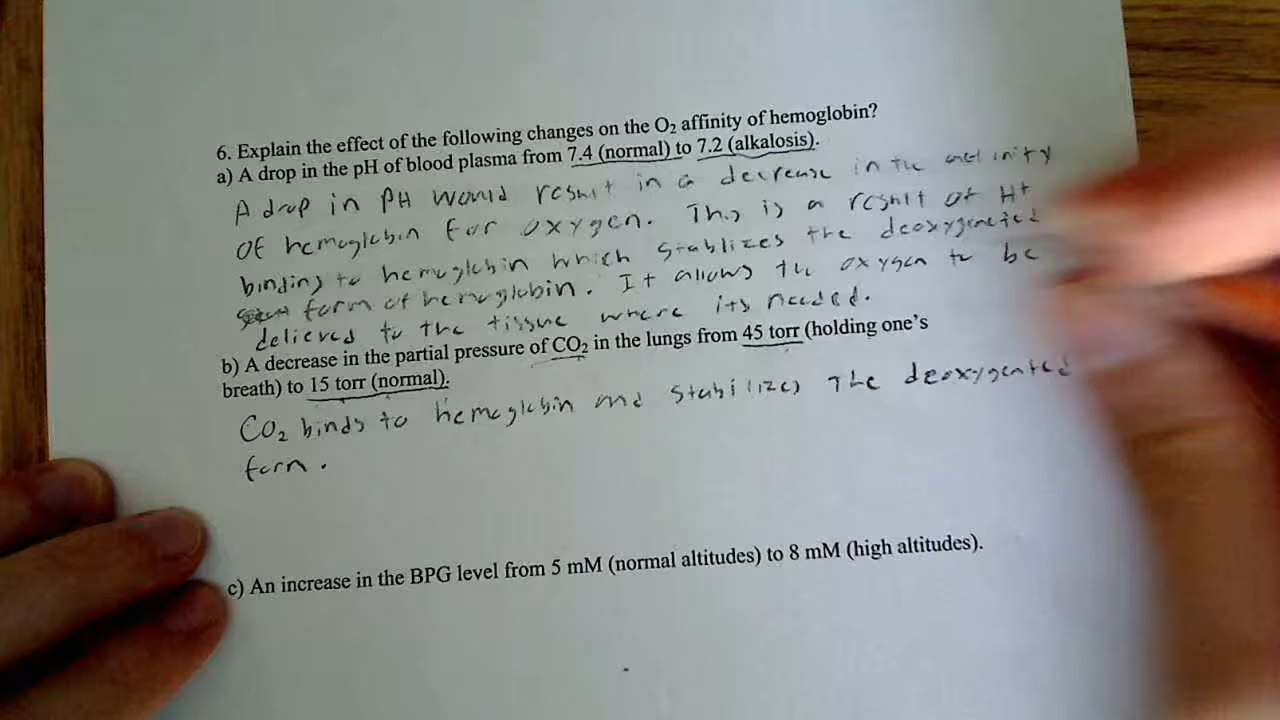 6. Explain the effect of the following changes on the O₂ affinity of hemoglobin?
a) A drop in the pH of blood plasma from 7.4 (normal) to 7.2 (alkalosis).
A drop in PH would result in a decrease in the
of hemoglobin for oxygen. This is a result of H+
binding to hemoglobin which stablizes the deoxygenated
form of hemoglobin. It allows the oxygen to be
delieved to the tissue where its needed.
b) A decrease in the partial pressure of CO₂ in the lungs from 45 torr (holding one's
breath) to 15 torr (normal).
CO₂ binds to hemoglobin and stabilizes The deoxygenated
form.
c) An increase in the BPG level from 5 mM (normal altitudes) to 8 mM (high altitudes).